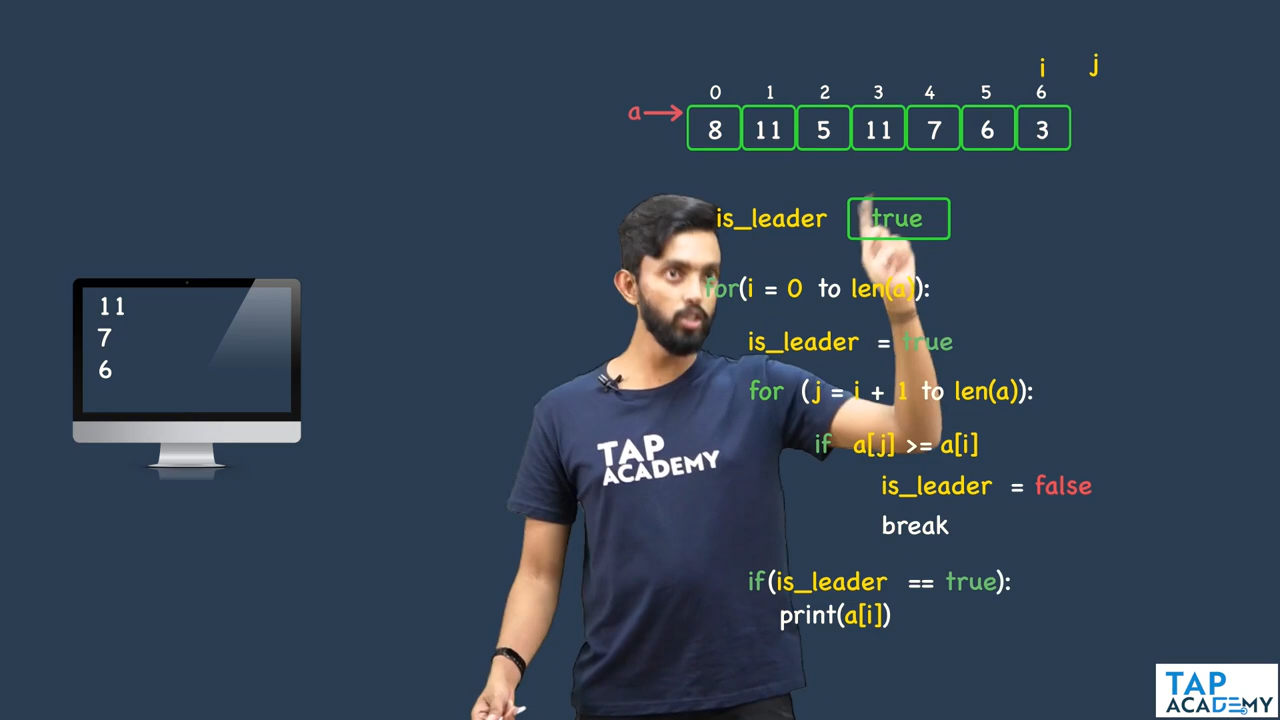 i j
0 1 2 3 4 5 6
a→ 8 11 5 11 7 6 3
is_leader true
for(i = 0 to len(a)):
is_leader = true
for (j = i + 1 to len(a)):
if a[j] >= a[i]
is_leader = false
break
if(is_leader == true):
print(a[i])
11
7
6
TAP
ACADEMY
TAP
ACADEMY